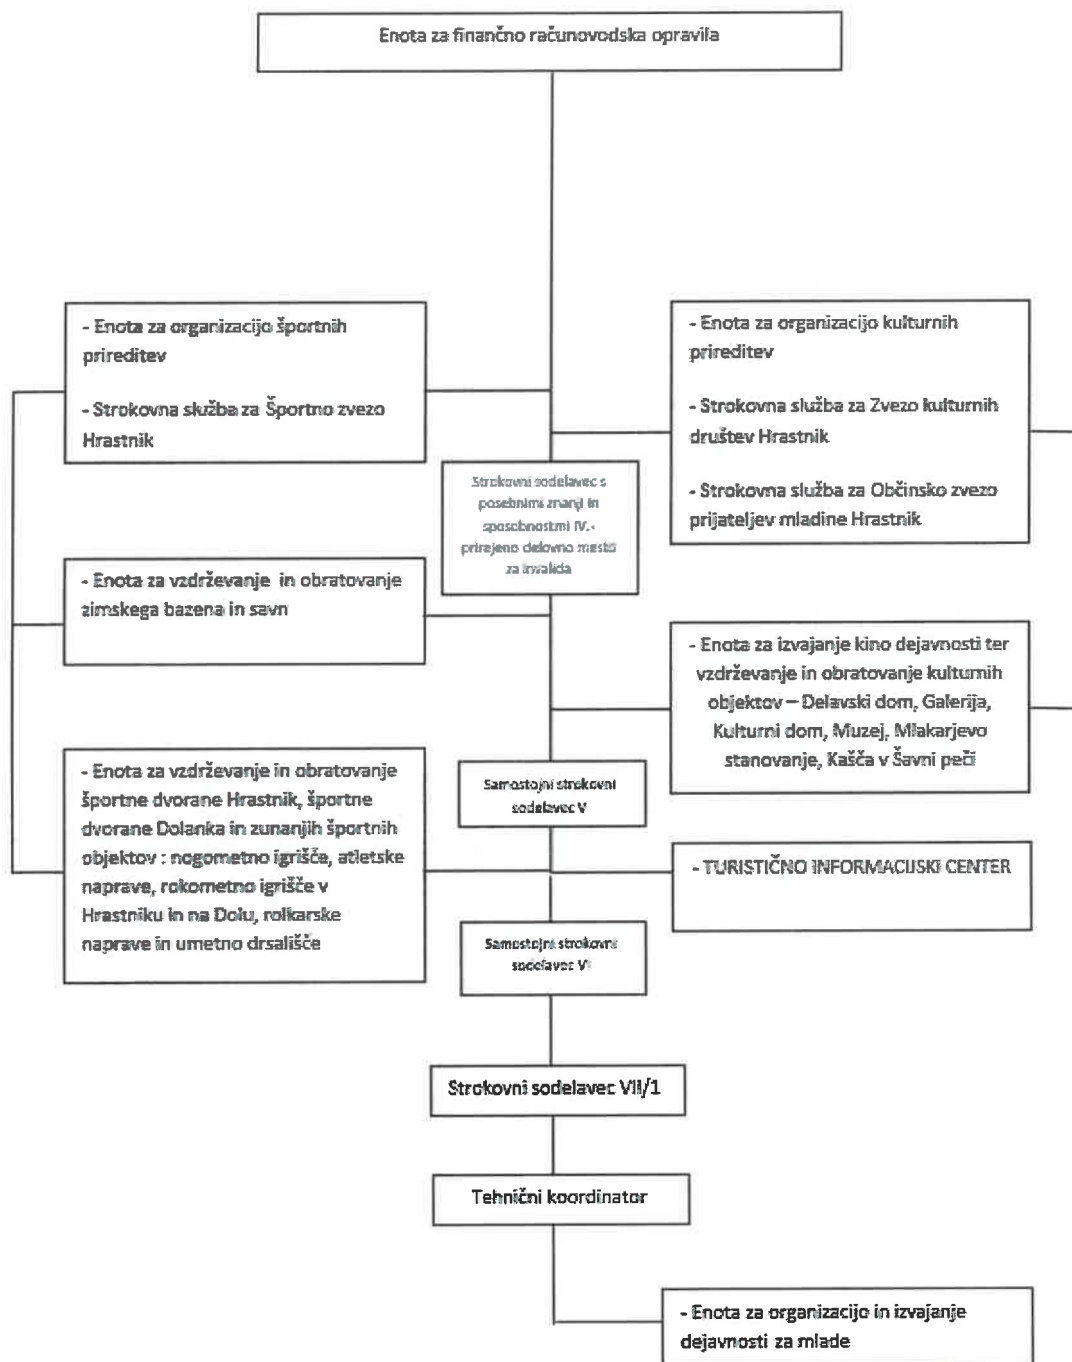 Enota za finančno računovodska opravila
- Enota za organizacijo športnih
prireditev
- Strokovna služba za Športno zvezo
Hrastnik
- Enota za organizacijo kulturnih
prireditev
- Strokovna služba za Zvezo kulturnih
društev Hrastnik
- Strokovna služba za Občinsko zvezo
prijateljev mladine Hrastnik
Strokovni sodelavec s
posebnimi znanji in
sposobnostmi IV.-
prirejeno delovno mesto
za invalida
- Enota za vzdrževanje in obratovanje
zimskega bazena in savn
- Enota za izvajanje kino dejavnosti ter
vzdrževanje in obratovanje kulturnih
objektov – Delavski dom, Galerija,
Kulturni dom, Muzej, Mlakarjevo
stanovanje, Kašča v Šavni peči
- Enota za vzdrževanje in obratovanje
športne dvorane Hrastnik, športne
dvorane Dolanka in zunanjih športnih
objektov : nogometno igrišče, atletske
naprave, rokometno igrišče v
Hrastniku in na Dolu, rolkarske
naprave in umetno drsališče
Samostojni strokovni
sodelavec V
- TURISTIČNO INFORMACIJSKI CENTER
Samostojni strokovni
sodelavec VI
Strokovni sodelavec VII/1
Tehnični koordinator
- Enota za organizacijo in izvajanje
dejavnosti za mlade